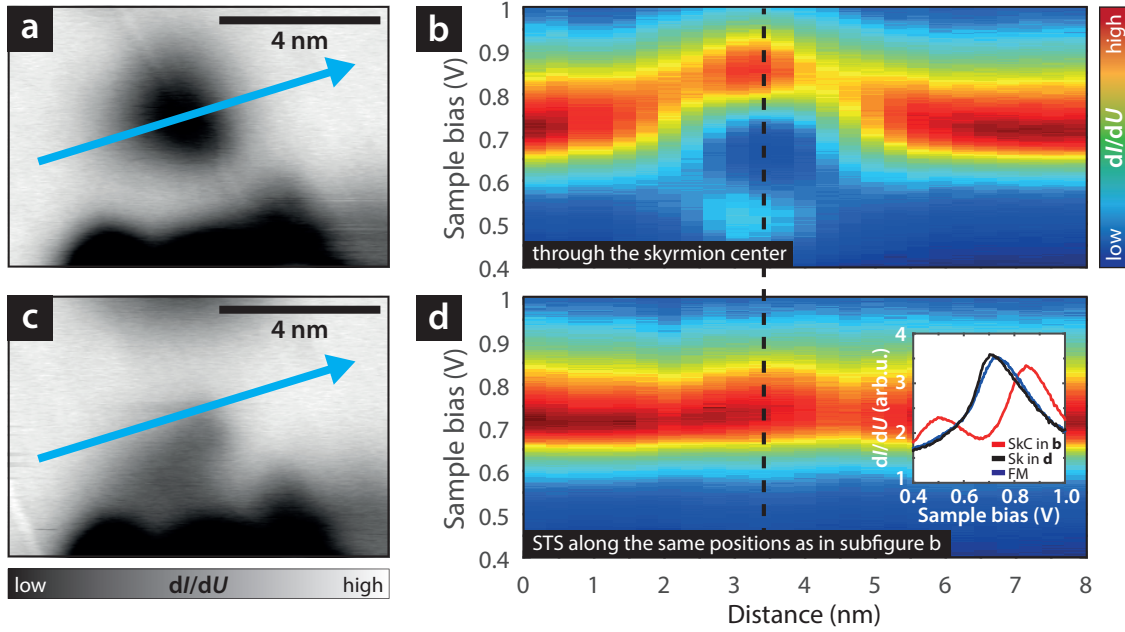 a
4 nm
b
Sample bias (V)
1
0.9
0.8
0.7
0.6
0.5
0.4
through the skyrmion center
high
dI/dU
low
c
4 nm
low dI/dU high
d
Sample bias (V)
1
0.9
0.8
0.7
0.6
0.5
0.4
STS along the same positions as in subfigure b
dI/dU (arb.u.)
4
3
2
1
SkC in b
Sk in d
FM
0.4 0.6 0.8 1.0
Sample bias (V)
0 1 2 3 4 5 6 7 8
Distance (nm)